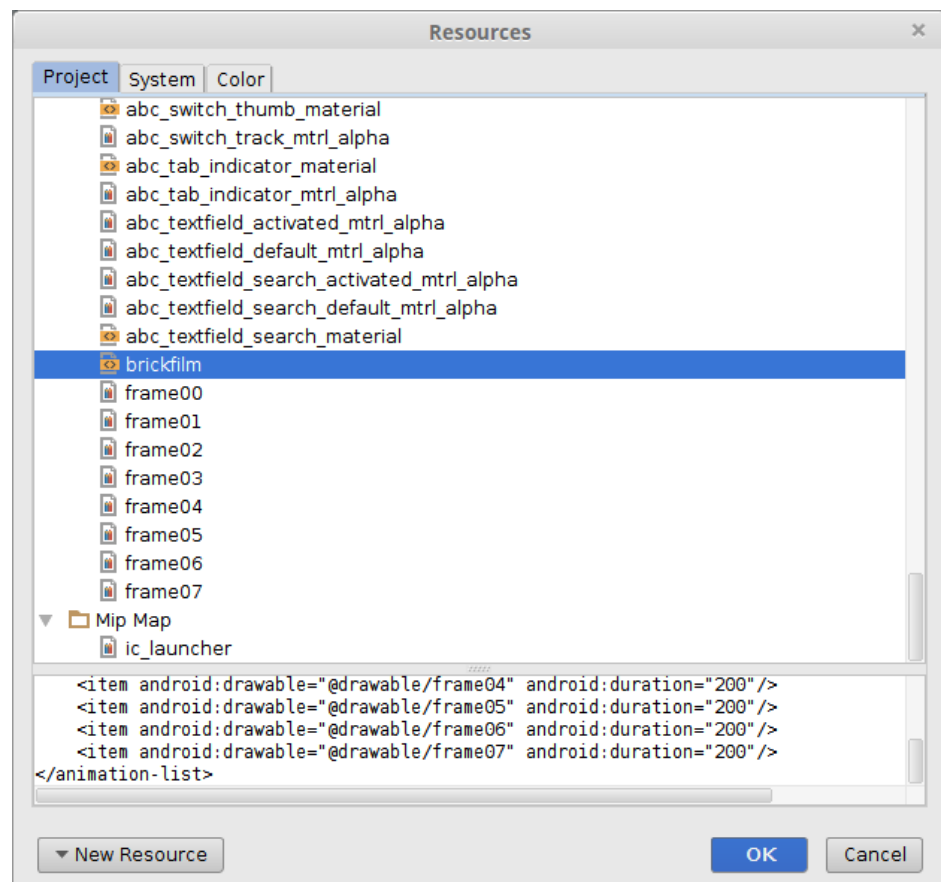 Resources
Project System Color
abc_switch_thumb_material
abc_switch_track_mtrl_alpha
abc_tab_indicator_material
abc_tab_indicator_mtrl_alpha
abc_textfield_activated_mtrl_alpha
abc_textfield_default_mtrl_alpha
abc_textfield_search_activated_mtrl_alpha
abc_textfield_search_default_mtrl_alpha
abc_textfield_search_material
brickfilm
frame00
frame01
frame02
frame03
frame04
frame05
frame06
frame07
Mip Map
ic_launcher
<item android:drawable="@drawable/frame04" android:duration="200"/>
<item android:drawable="@drawable/frame05" android:duration="200"/>
<item android:drawable="@drawable/frame06" android:duration="200"/>
<item android:drawable="@drawable/frame07" android:duration="200"/>
</animation-list>
New Resource OK Cancel